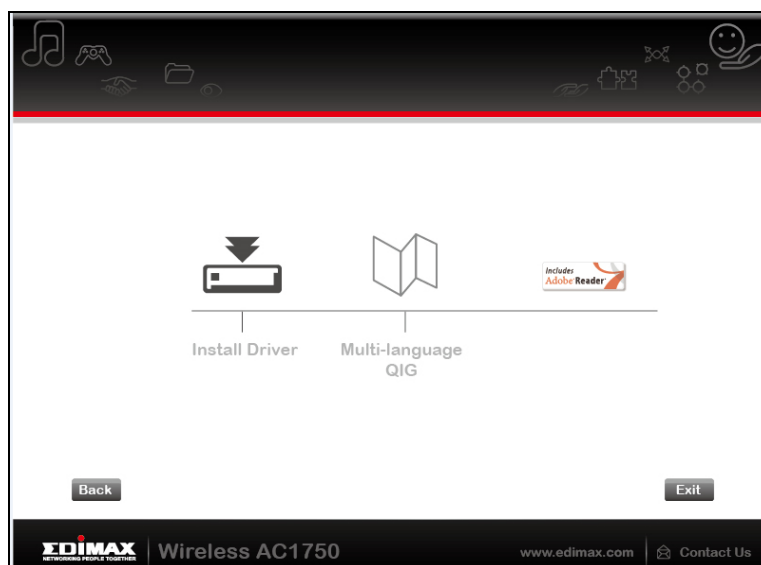 Includes
Adobe Reader
Install Driver
Multi-language
QIG
Back
Exit
EDIMAX
NETWORKING PEOPLE TOGETHER
Wireless AC1750
www.edimax.com
Contact Us